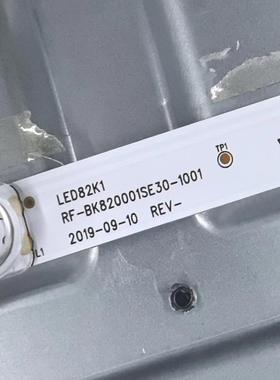 TP1
LED82K1
RF-BK820001SE30-1001
2019-09-10 REV-
L1